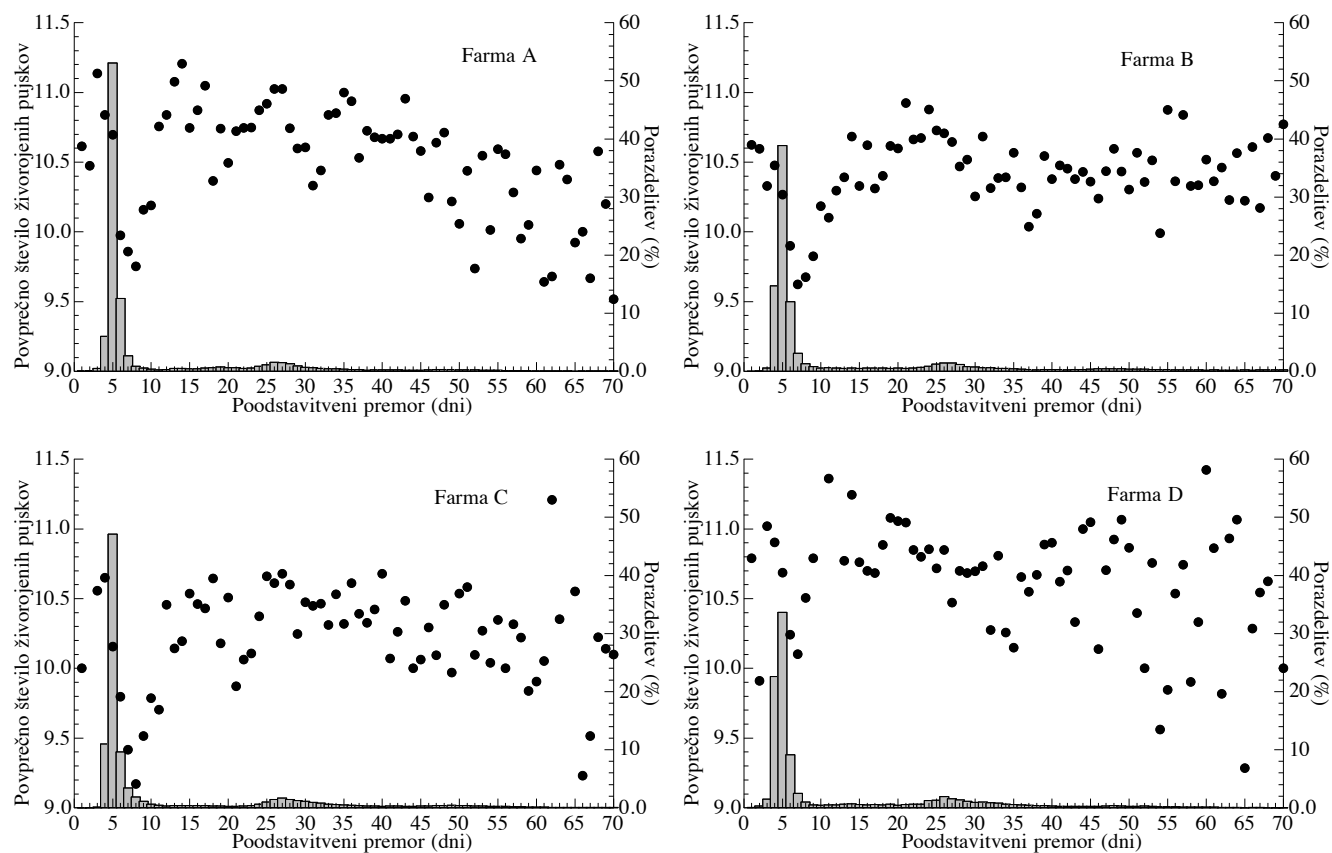 Farma A
Povprečno število živorojenih pujskov
11.5
11.0
10.5
10.0
9.5
9.0
60
50
40
30
20
10
0.0
Porazdelitev (%)
0 5 10 15 20 25 30 35 40 45 50 55 60 65 70
Poodstavitveni premor (dni)
Farma B
Povprečno število živorojenih pujskov
11.5
11.0
10.5
10.0
9.5
9.0
60
50
40
30
20
10
0.0
Porazdelitev (%)
0 5 10 15 20 25 30 35 40 45 50 55 60 65 70
Poodstavitveni premor (dni)
Farma C
Povprečno število živorojenih pujskov
11.5
11.0
10.5
10.0
9.5
9.0
60
50
40
30
20
10
0.0
Porazdelitev (%)
0 5 10 15 20 25 30 35 40 45 50 55 60 65 70
Poodstavitveni premor (dni)
Farma D
Povprečno število živorojenih pujskov
11.5
11.0
10.5
10.0
9.5
9.0
60
50
40
30
20
10
0.0
Porazdelitev (%)
0 5 10 15 20 25 30 35 40 45 50 55 60 65 70
Poodstavitveni premor (dni)